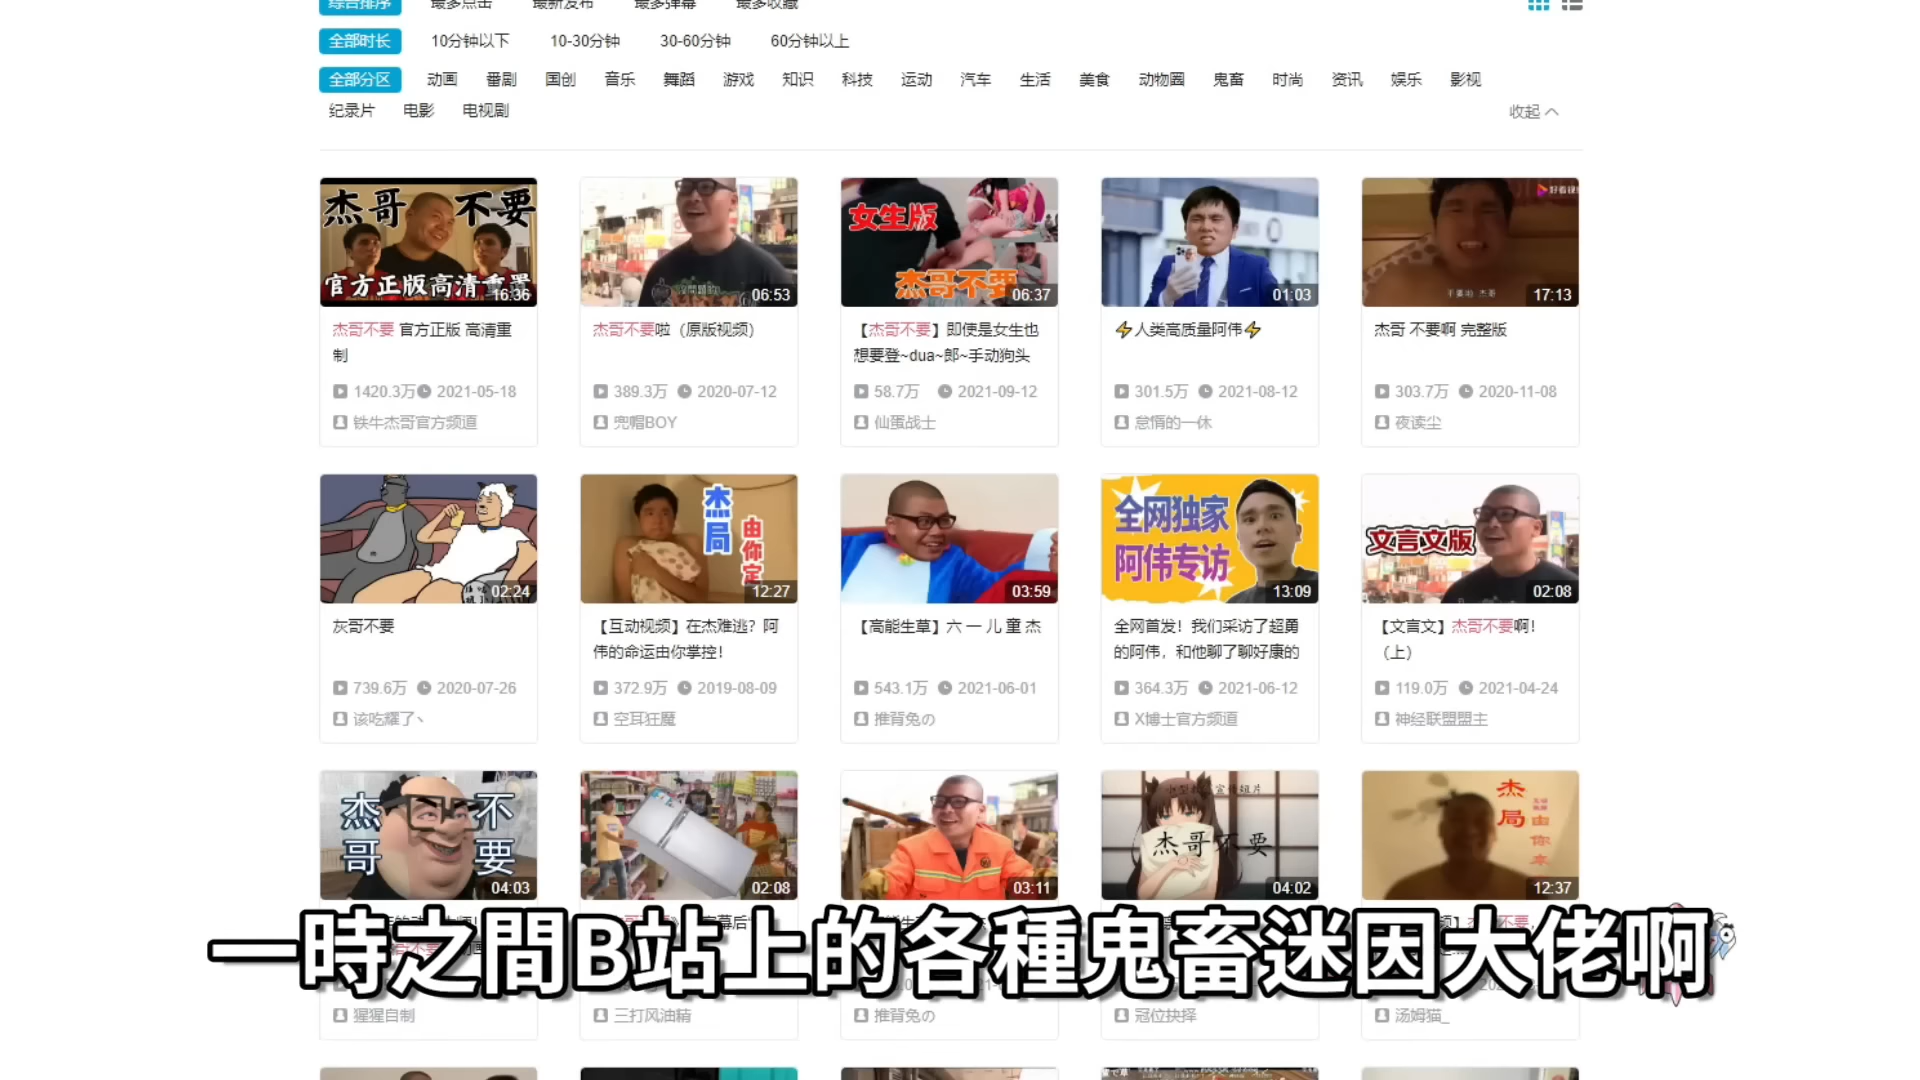 综合排序 最多点击 最新发布 最多弹幕 最多收藏
全部时长 10分钟以下 10-30分钟 30-60分钟 60分钟以上
全部分区 动画 番剧 国创 音乐 舞蹈 游戏 知识 科技 运动 汽车 生活 美食 动物圈 鬼畜 时尚 资讯 娱乐 影视
纪录片 电影 电视剧 收起
杰哥 不要
官方正版高清重置
16:36
杰哥不要 官方正版 高清重
制
1420.3万 2021-05-18
铁牛杰哥官方频道
06:53
杰哥不要啦（原版视频）
389.3万 2020-07-12
兜帽BOY
女生版
杰哥不要
06:37
【杰哥不要】即使是女生也
想要登~dua~郎~手动狗头
58.7万 2021-09-12
仙蛋战士
01:03
⚡人类高质量阿伟⚡
301.5万 2021-08-12
怠惰的一休
不要啦 杰哥
17:13
杰哥 不要啊 完整版
303.7万 2020-11-08
夜读尘
02:24
灰哥不要
739.6万 2020-07-26
该吃耀了丶
杰局
由你定
12:27
【互动视频】在杰难逃？阿
伟的命运由你掌控！
372.9万 2019-08-09
空耳狂魔
03:59
【高能生草】六 一 儿 童 杰
543.1万 2021-06-01
推背兔の
全网独家
阿伟专访
13:09
全网首发！我们采访了超勇
的阿伟，和他聊了聊好康的
364.3万 2021-06-12
X博士官方频道
文言文版
02:08
【文言文】杰哥不要啊！
（上）
119.0万 2021-04-24
神经联盟盟主
杰哥 不要
04:03
猩猩自制
02:08
三打风油精
03:11
推背兔の
杰哥不要
04:02
冠位抉择
杰局
由你
12:37
汤姆猫_
一時之間B站上的各種鬼畜迷因大佬啊